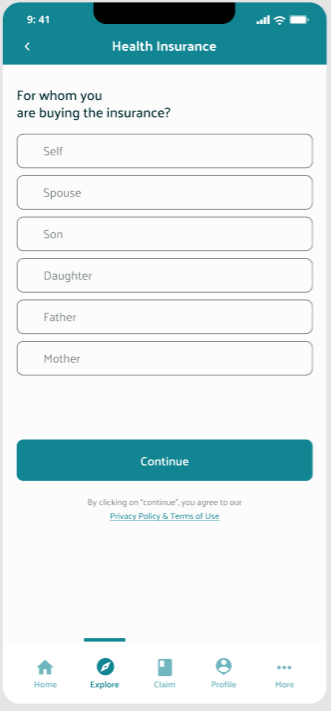 9: 41
Health Insurance
For whom you
are buying the insurance?
Self
Spouse
Son
Daughter
Father
Mother
Continue
By clicking on "continue", you agree to our
Privacy Policy & Terms of Use
Home
Explore
Claim
Profile
More